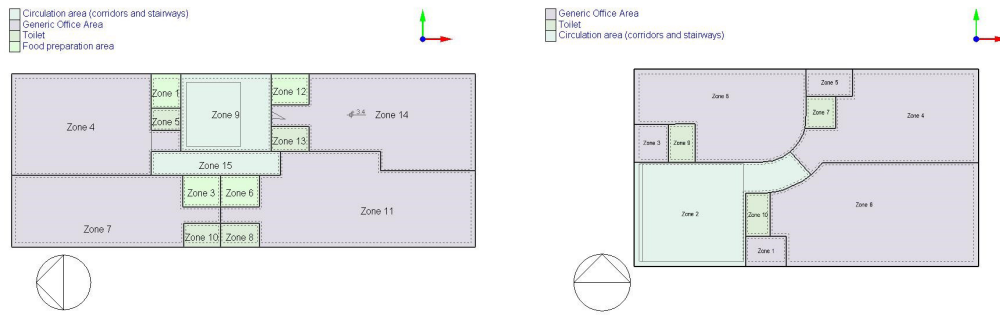 Circulation area (corridors and stairways)
Generic Office Area
Toilet
Food preparation area
Zone 1
Zone 12
Zone 4
Zone 5
Zone 9
3.4
Zone 14
Zone 13
Zone 15
Zone 3
Zone 6
Zone 11
Zone 7
Zone 10
Zone 8
Generic Office Area
Toilet
Circulation area (corridors and stairways)
Zone 5
Zone 6
Zone 7
Zone 4
Zone 3
Zone 9
Zone 2
Zone 10
Zone 8
Zone 1